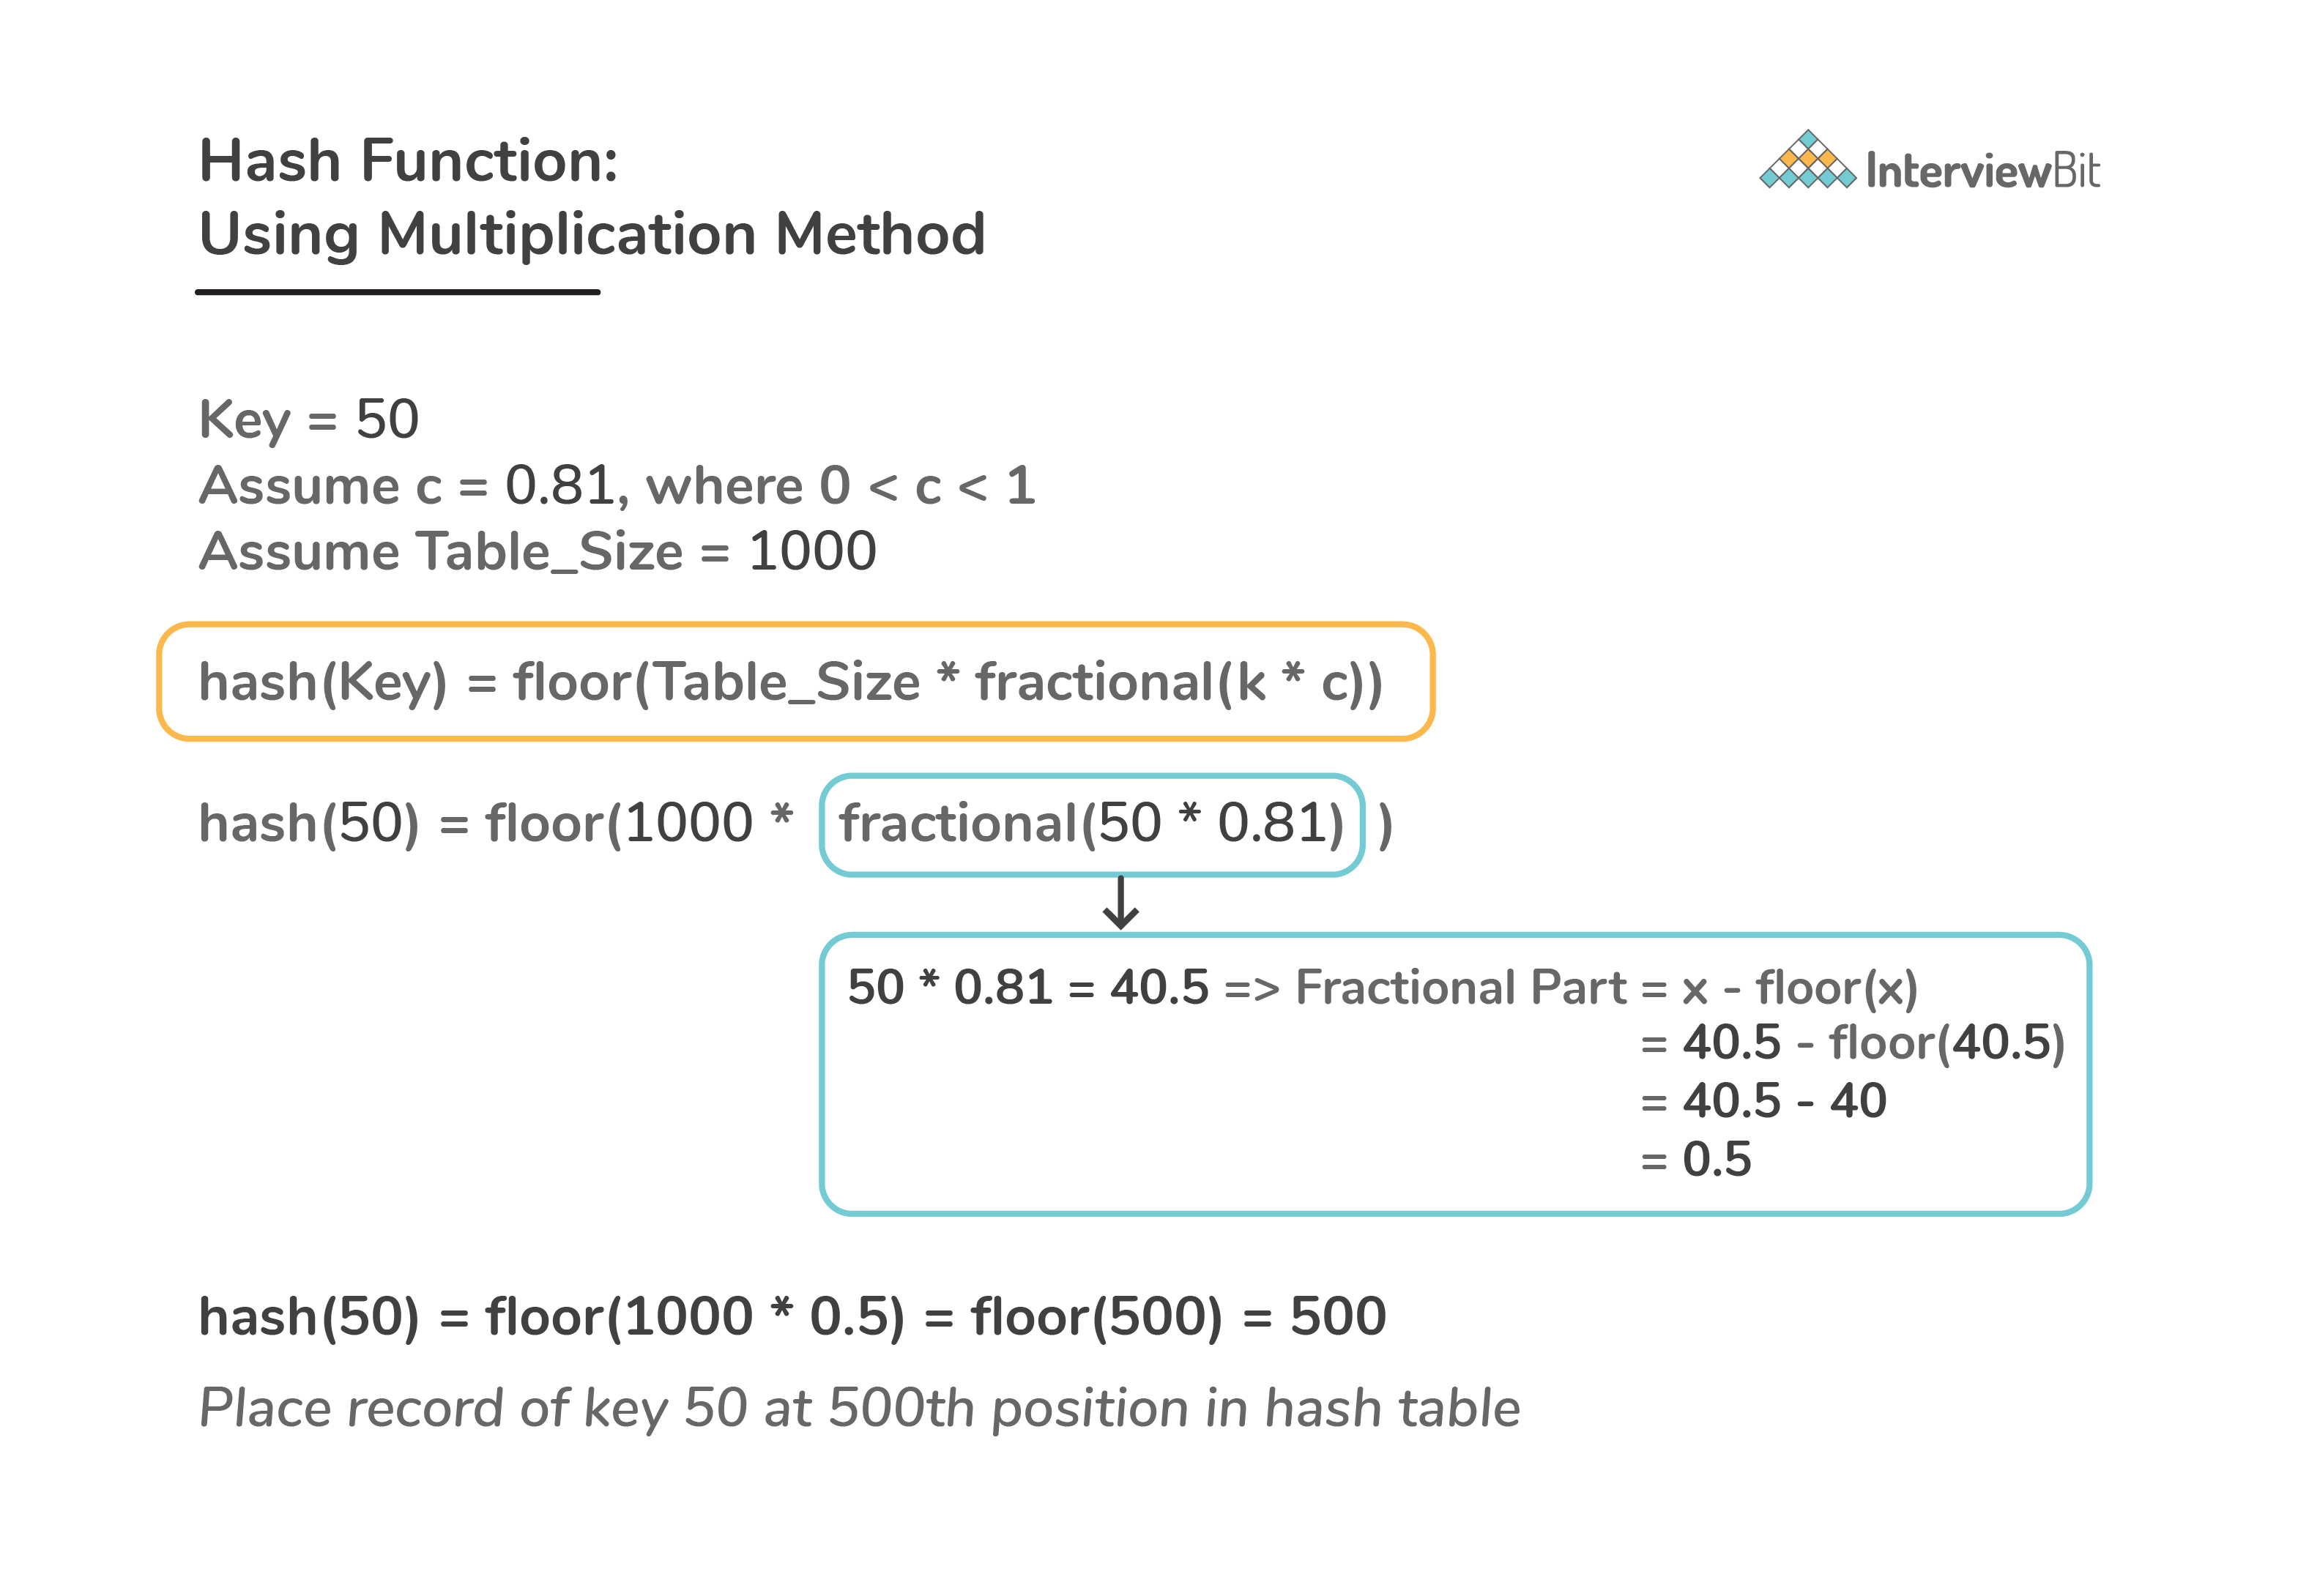 Hash Function:
Using Multiplication Method
InterviewBit
Key = 50
Assume c = 0.81, where 0 < c < 1
Assume Table_Size = 1000
hash(Key) = floor(Table_Size * fractional(k * c))
hash(50) = floor(1000 * fractional(50 * 0.81) )
50 * 0.81 = 40.5 => Fractional Part = x - floor(x)
= 40.5 - floor(40.5)
= 40.5 - 40
= 0.5
hash(50) = floor(1000 * 0.5) = floor(500) = 500
Place record of key 50 at 500th position in hash table